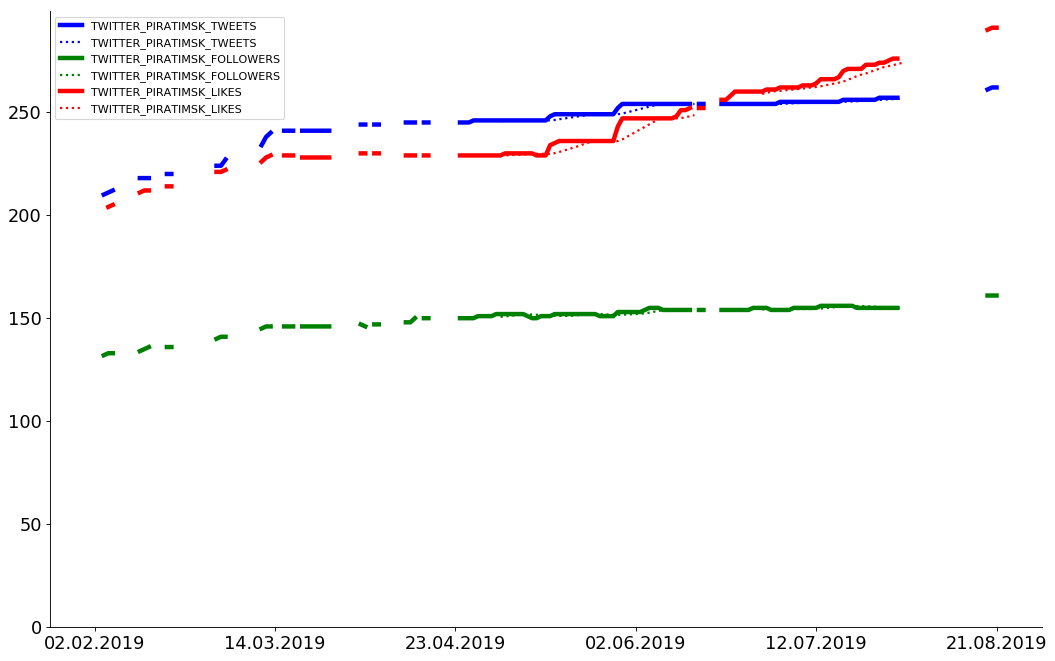 TWITTER_PIRATIMSK_TWEETS
TWITTER_PIRATIMSK_TWEETS
TWITTER_PIRATIMSK_FOLLOWERS
TWITTER_PIRATIMSK_FOLLOWERS
TWITTER_PIRATIMSK_LIKES
TWITTER_PIRATIMSK_LIKES
250
200
150
100
50
0
02.02.2019 14.03.2019 23.04.2019 02.06.2019 12.07.2019 21.08.2019